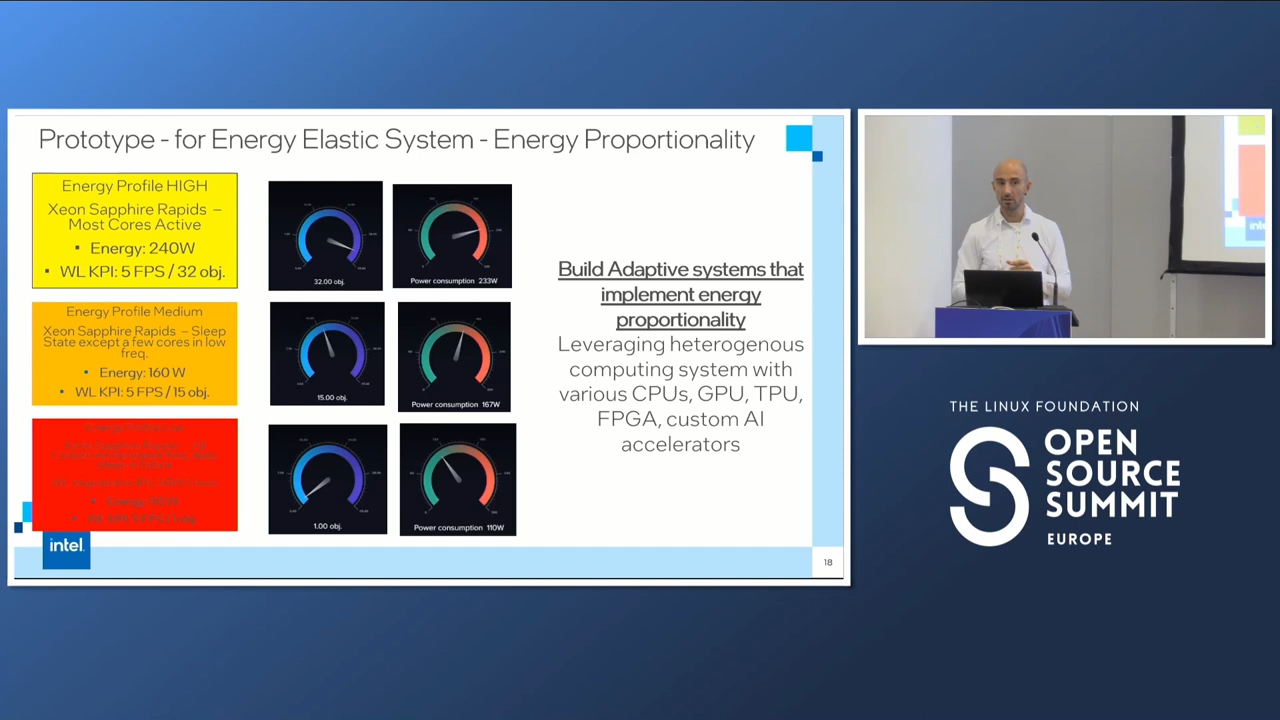 Prototype - for Energy Elastic System - Energy Proportionality
Energy Profile HIGH
Xeon Sapphire Rapids –
Most Cores Active
▪ Energy: 240W
▪ WL KPI: 5 FPS / 32 obj.
32.00 obj.
Power consumption 233W
Energy Profile Medium
Xeon Sapphire Rapids – Sleep
State except a few cores in low
freq.
▪ Energy: 160 W
▪ WL KPI: 5 FPS / 15 obj.
15.00 obj.
Power consumption 167W
1.00 obj.
Power consumption 110W
Build Adaptive systems that
implement energy
proportionality
Leveraging heterogenous
computing system with
various CPUs, GPU, TPU,
FPGA, custom AI
accelerators
intel.
18
THE LINUX FOUNDATION
OPEN
SOURCE
SUMMIT
EUROPE